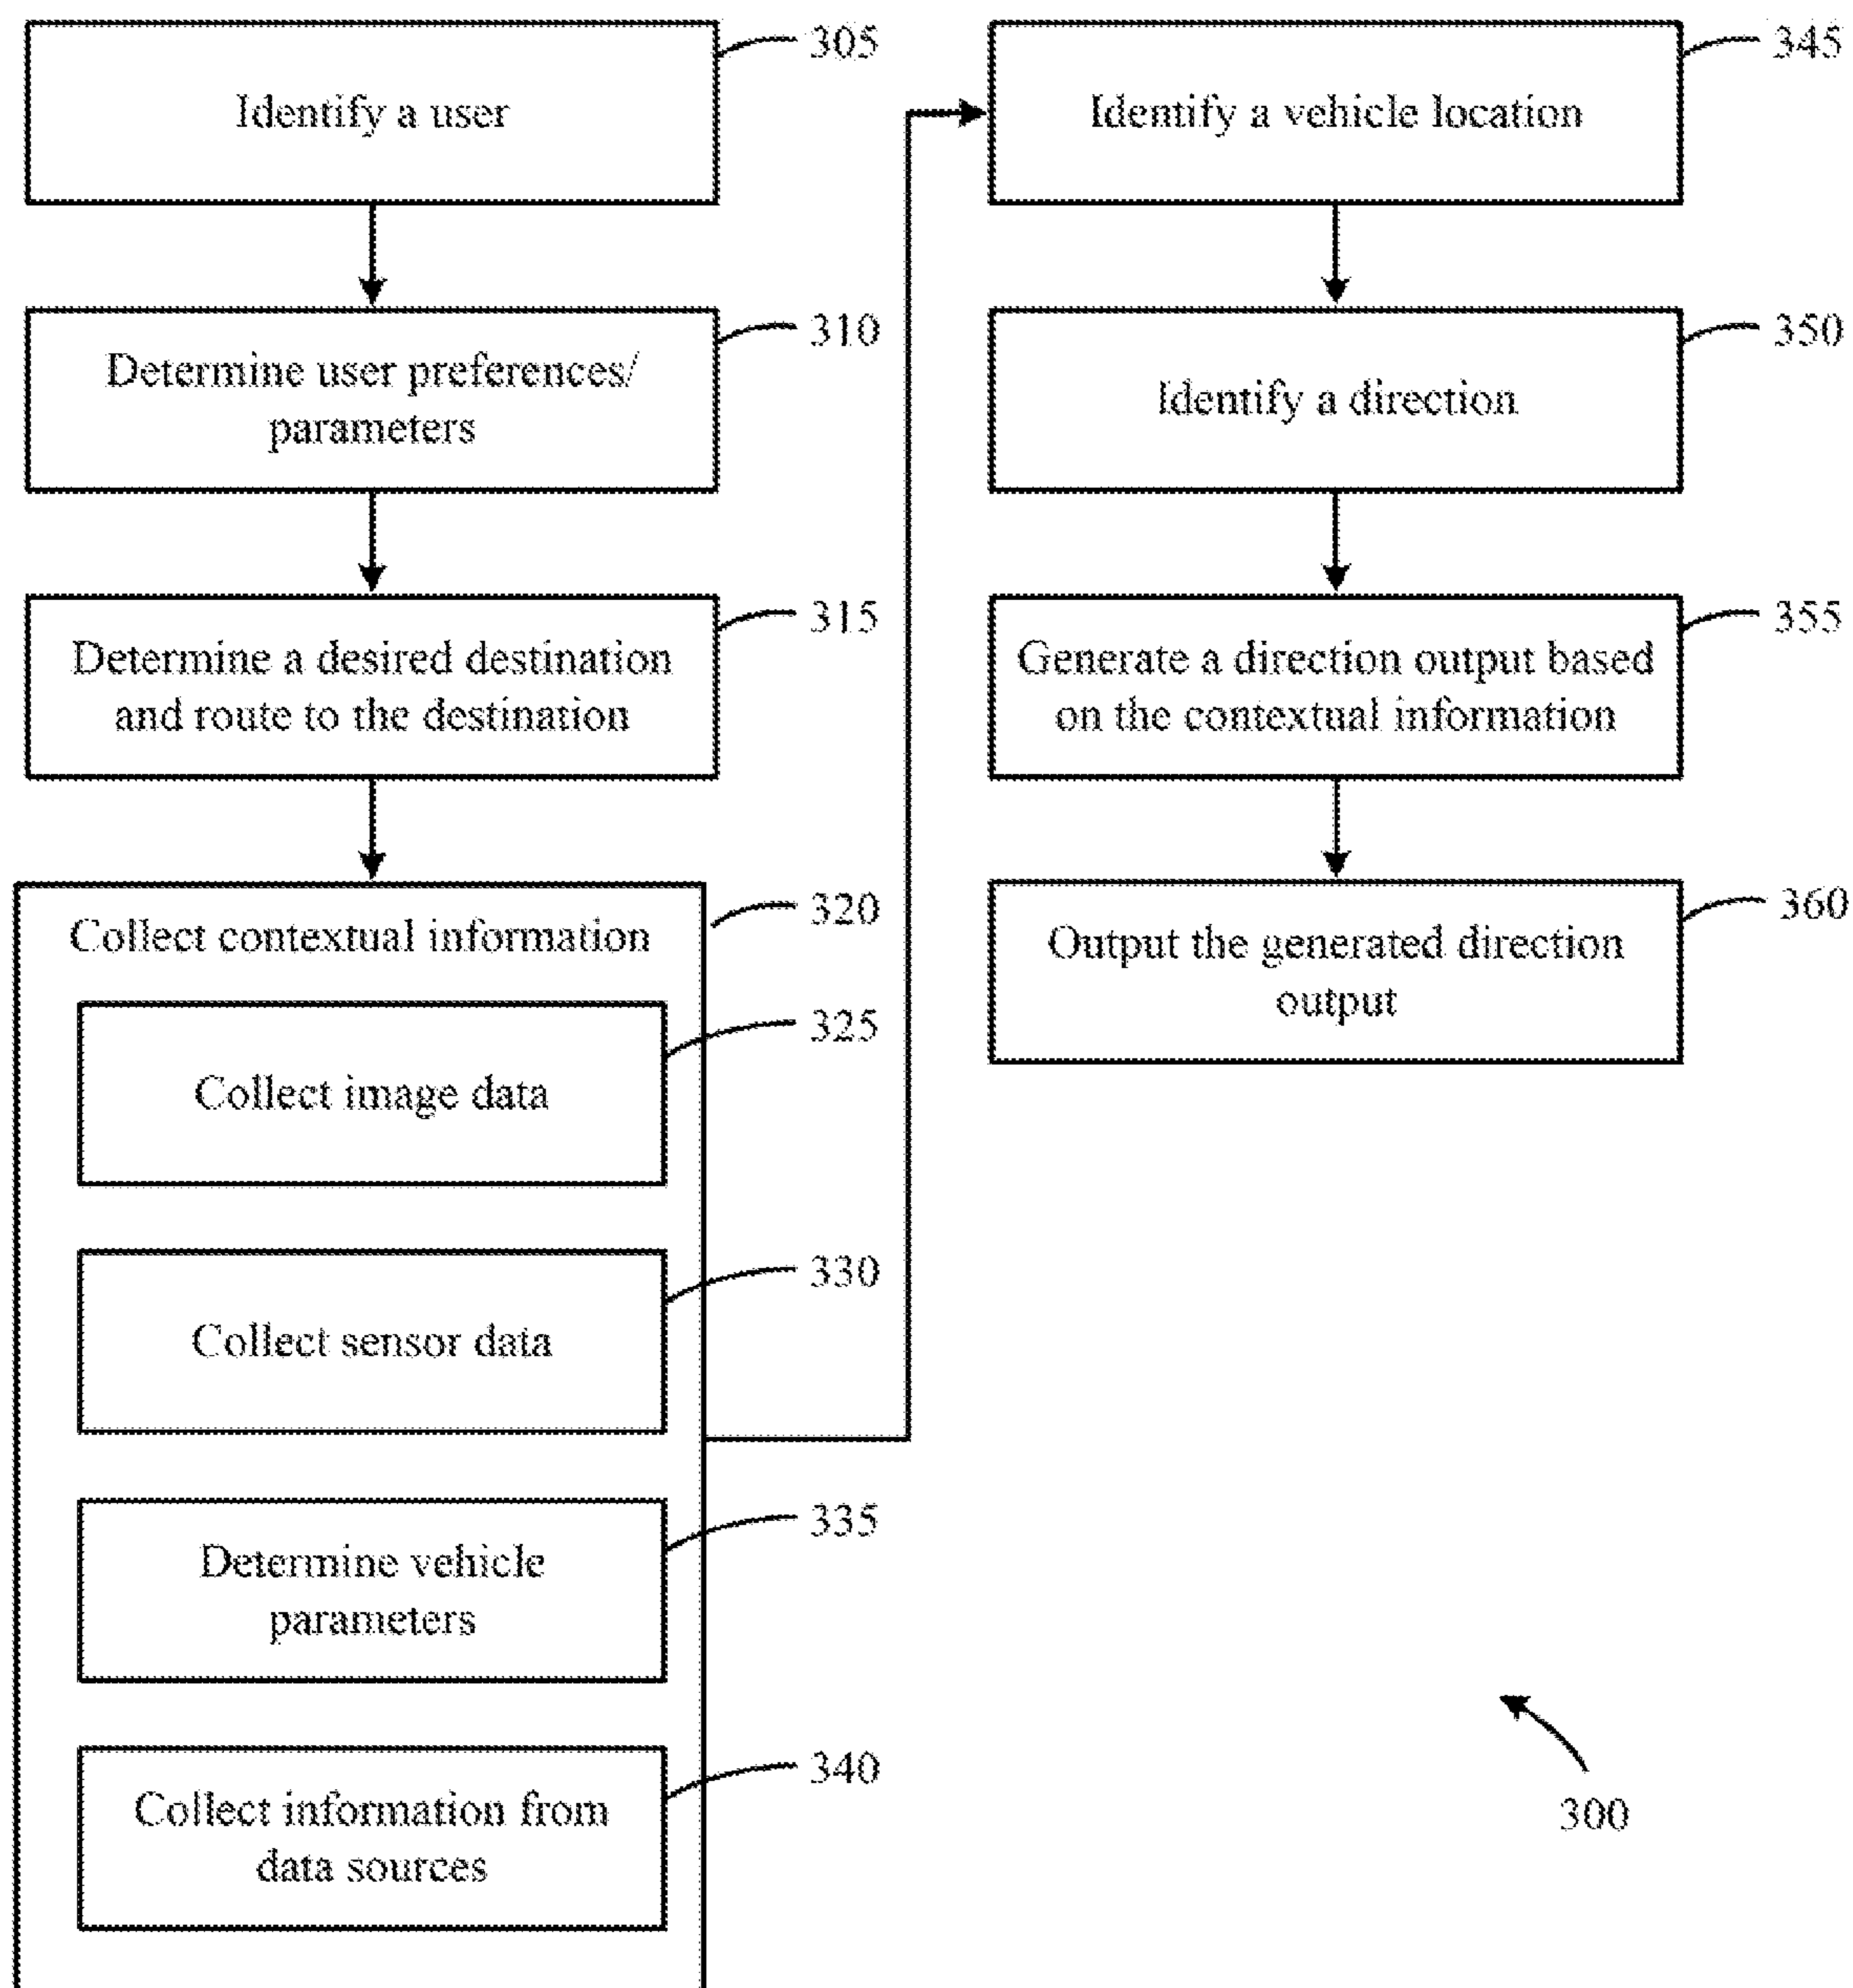 Identify a user
305
Determine user preferences/
parameters
310
Determine a desired destination
and route to the destination
315
Collect contextual information
320
Collect image data
325
Collect sensor data
330
Determine vehicle
parameters
335
Collect information from
data sources
340
Identify a vehicle location
345
Identify a direction
350
Generate a direction output based
on the contextual information
355
Output the generated direction
output
360
300